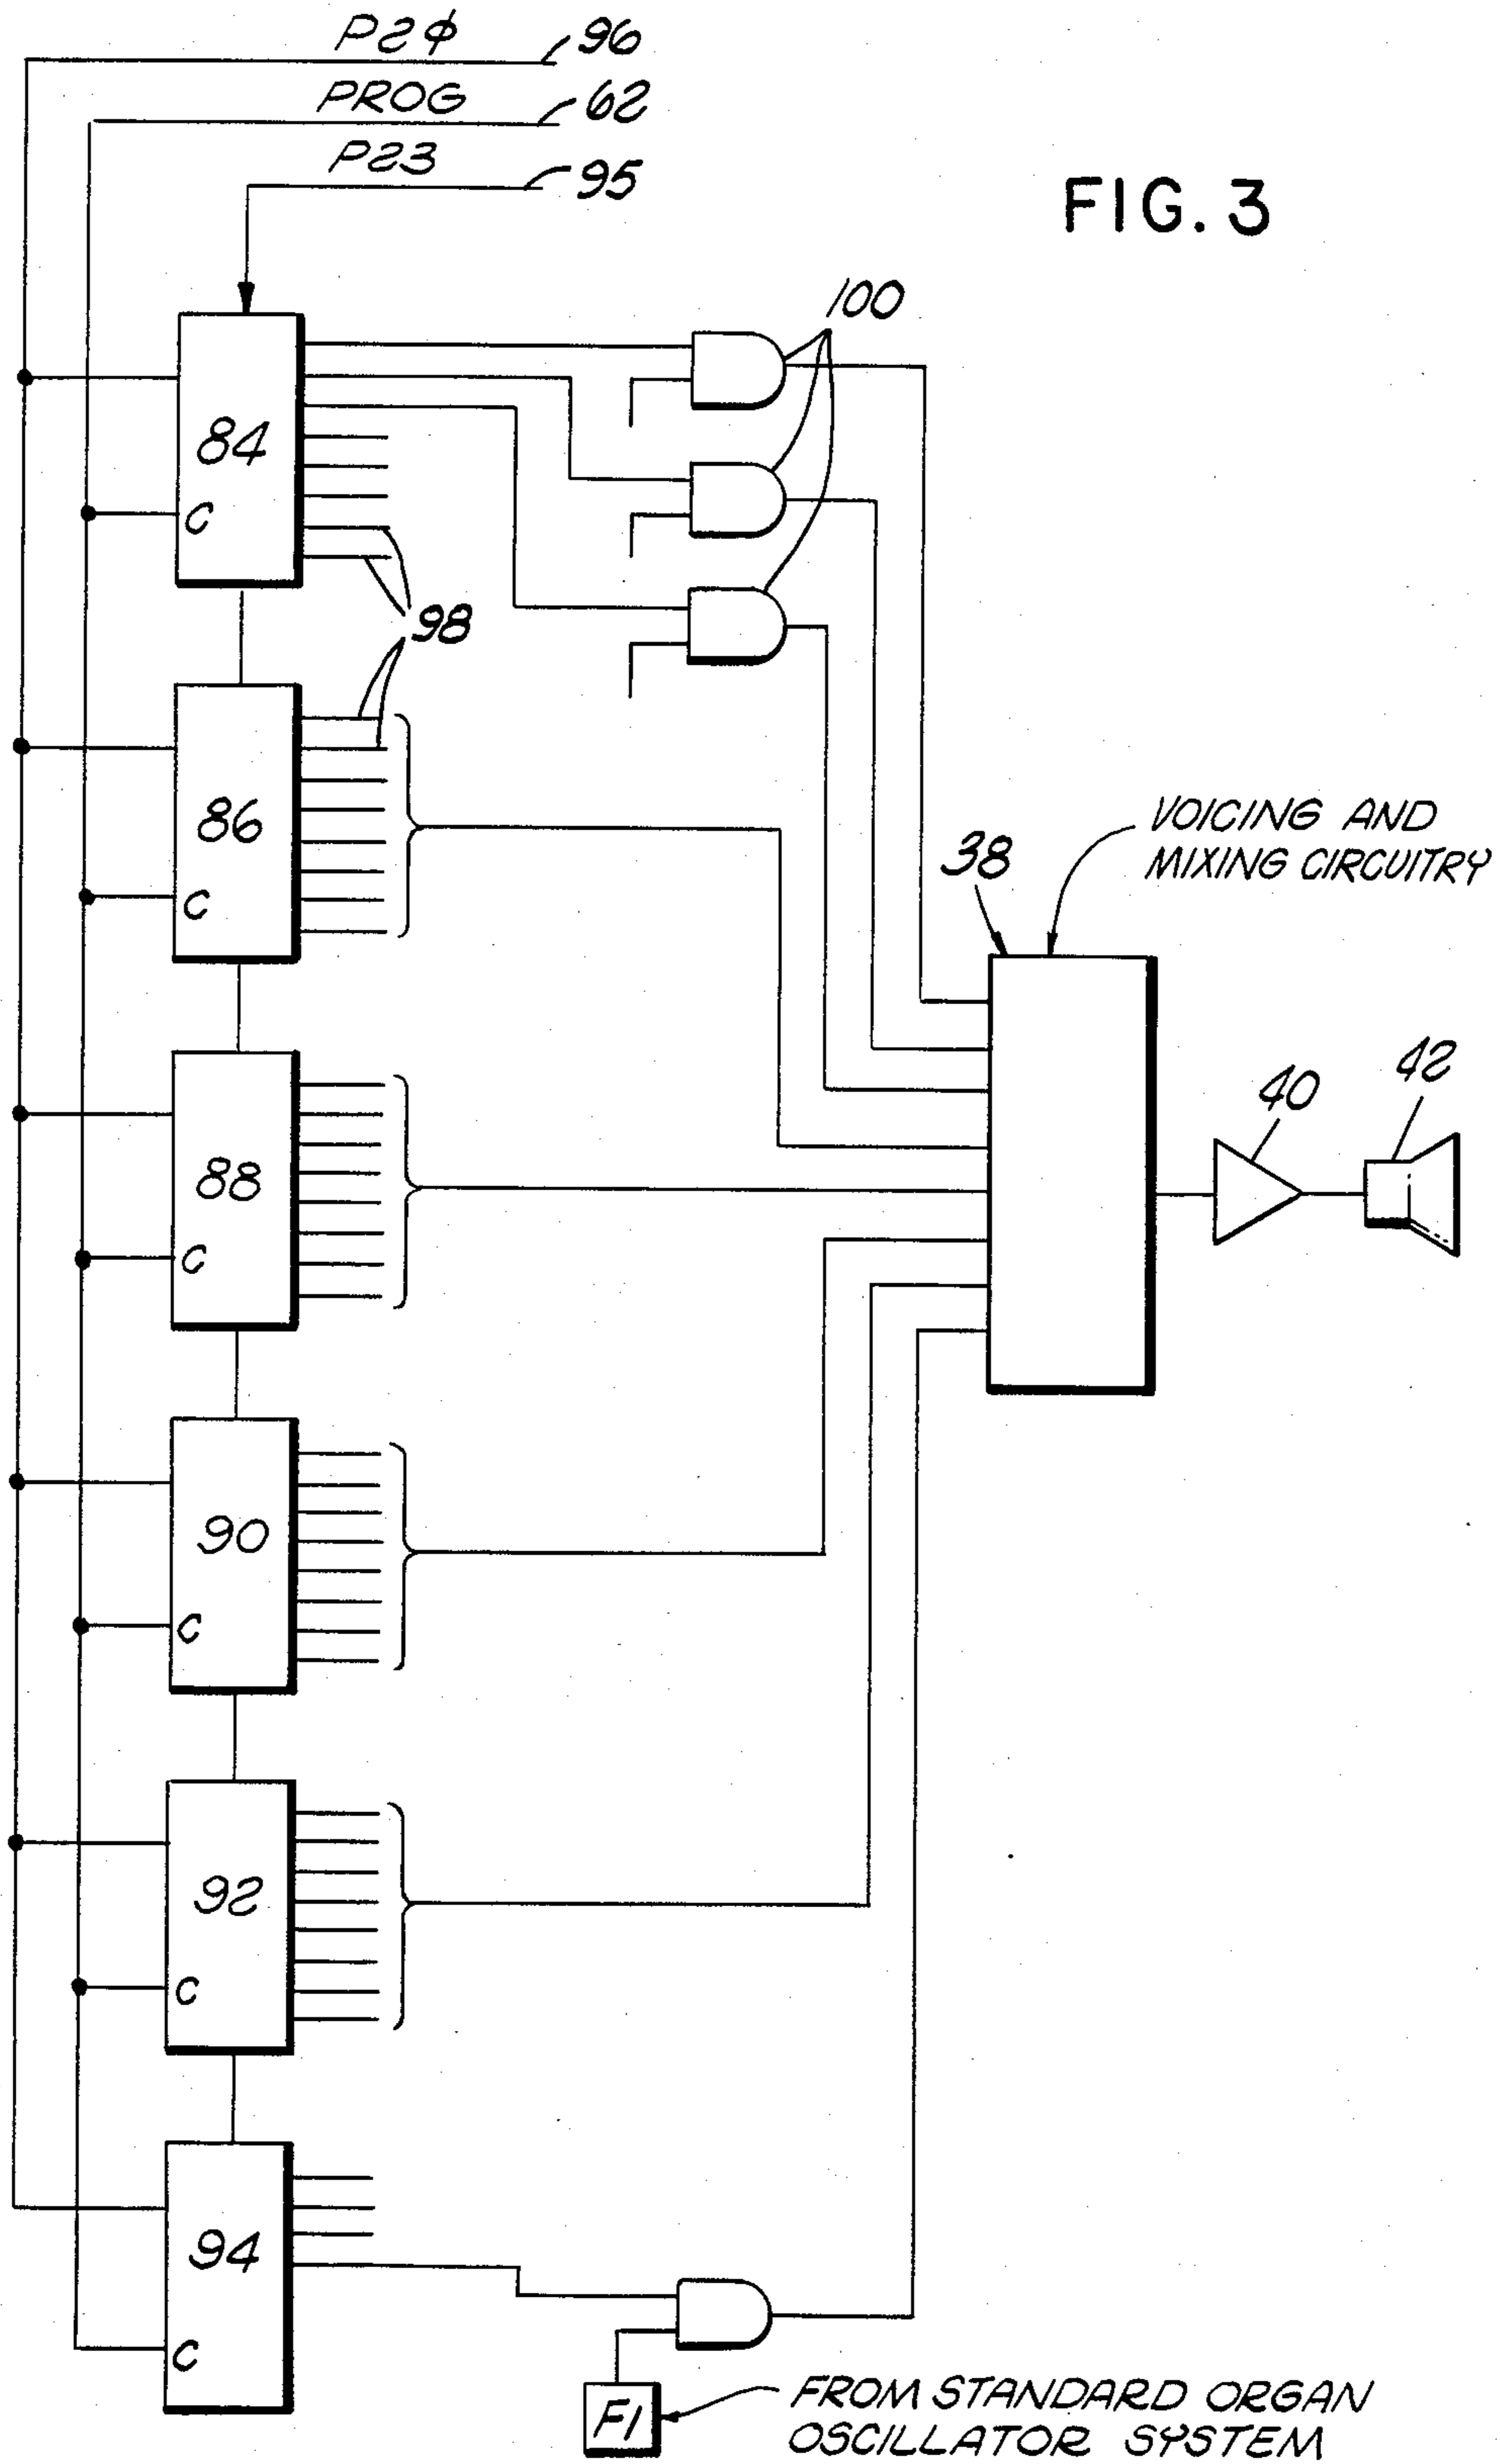 P2φ 96
PROG 62
P23 95
FIG. 3
100
84
C
98
86
C
VOICING AND
MIXING CIRCUITRY
38
88
C
40
42
90
C
92
C
94
C
F1
FROM STANDARD ORGAN
OSCILLATOR SYSTEM